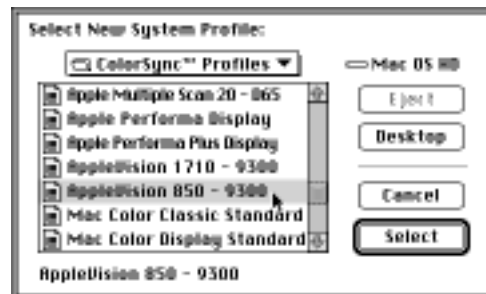 Select New System Profile:
ColorSync™ Profiles
Mac OS HD
Apple Multiple Scan 20 - D65
Apple Performa Display
Apple Performa Plus Display
AppleVision 1710 - 9300
AppleVision 850 - 9300
Mac Color Classic Standard
Mac Color Display Standard
Eject
Desktop
Cancel
Select
AppleVision 850 - 9300